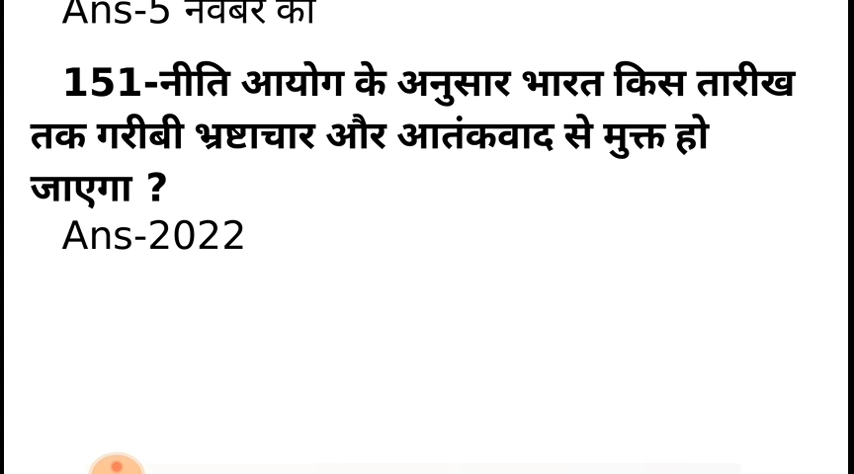 Ans-5 नवंबर को
151-नीति आयोग के अनुसार भारत किस तारीख
तक गरीबी भ्रष्टाचार और आतंकवाद से मुक्त हो
जाएगा ?
Ans-2022